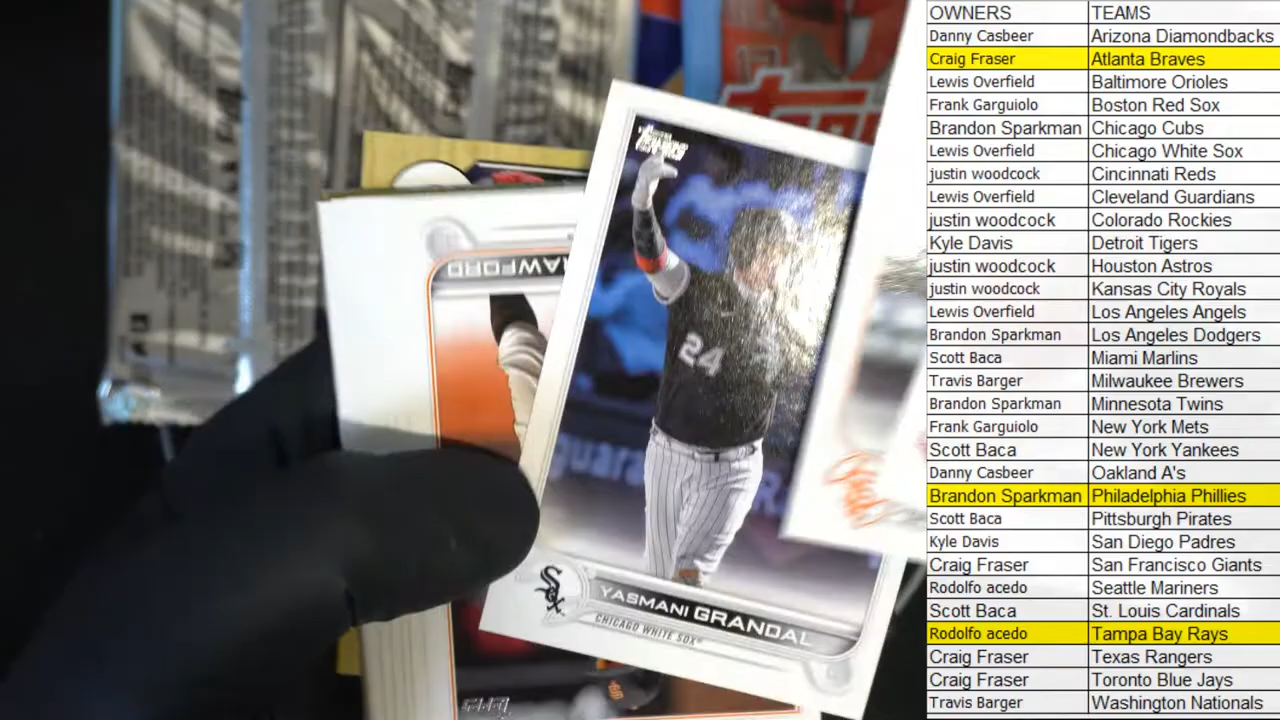 OWNERS TEAMS
Danny Casbeer Arizona Diamondbacks
Craig Fraser Atlanta Braves
Lewis Overfield Baltimore Orioles
Frank Garguiolo Boston Red Sox
Brandon Sparkman Chicago Cubs
Lewis Overfield Chicago White Sox
justin woodcock Cincinnati Reds
Lewis Overfield Cleveland Guardians
justin woodcock Colorado Rockies
Kyle Davis Detroit Tigers
justin woodcock Houston Astros
justin woodcock Kansas City Royals
Lewis Overfield Los Angeles Angels
Brandon Sparkman Los Angeles Dodgers
Scott Baca Miami Marlins
Travis Barger Milwaukee Brewers
Brandon Sparkman Minnesota Twins
Frank Garguiolo New York Mets
Scott Baca New York Yankees
Danny Casbeer Oakland A's
Brandon Sparkman Philadelphia Phillies
Scott Baca Pittsburgh Pirates
Kyle Davis San Diego Padres
Craig Fraser San Francisco Giants
Rodolfo acedo Seattle Mariners
Scott Baca St. Louis Cardinals
Rodolfo acedo Tampa Bay Rays
Craig Fraser Texas Rangers
Craig Fraser Toronto Blue Jays
Travis Barger Washington Nationals
topps
RAWFORD
24
Sox
YASMANI GRANDAL
CHICAGO WHITE SOX